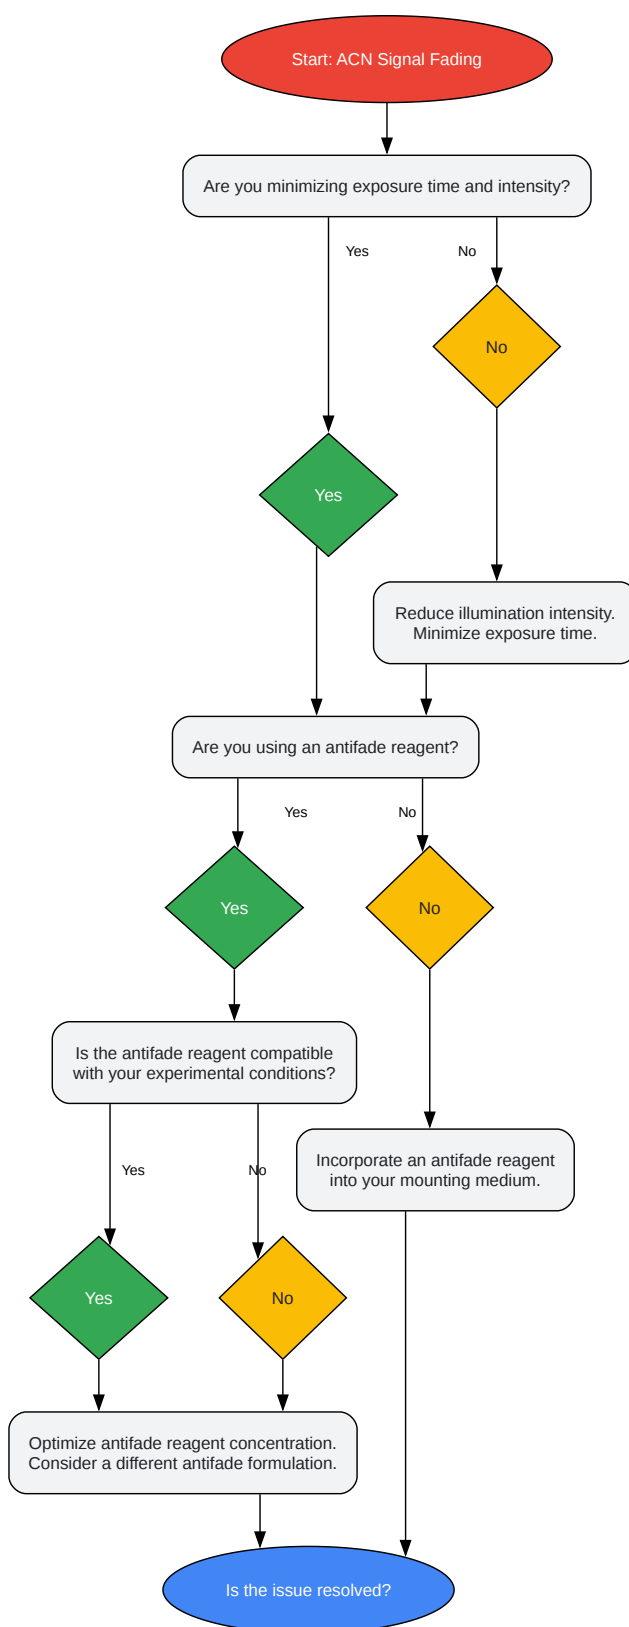 Start: ACN Signal Fading
Are you minimizing exposure time and intensity?
Yes
No
No
Yes
Reduce illumination intensity.
Minimize exposure time.
Are you using an antifade reagent?
Yes
No
Yes
No
Is the antifade reagent compatible
with your experimental conditions?
Yes
No
Incorporate an antifade reagent
into your mounting medium.
Yes
No
Optimize antifade reagent concentration.
Consider a different antifade formulation.
Is the issue resolved?